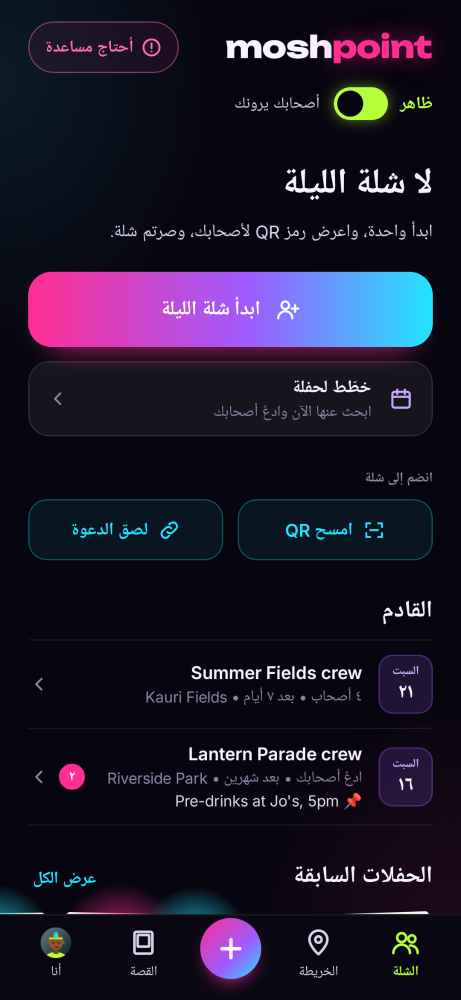 moshpoint
أحتاج مساعدة
ظاهر
أصحابك يرونك
لا شلة الليلة
ابدأ واحدة، واعرض رمز QR لأصحابك، وصرتم شلة.
ابدأ شلة الليلة
خطّط لحفلة
ابحث عنها الآن وادعُ أصحابك
انضم إلى شلة
امسح QR
لصق الدعوة
القادم
السبت
٢١
Summer Fields crew
٤ أصحاب • بعد ٧ أيام • Kauri Fields
السبت
١٦
Lantern Parade crew
ادعُ أصحابك • بعد شهرين • Riverside Park
📌 Pre-drinks at Jo's, 5pm
٢
الحفلات السابقة
عرض الكل
الشلة
الخريطة
القصة
أنا